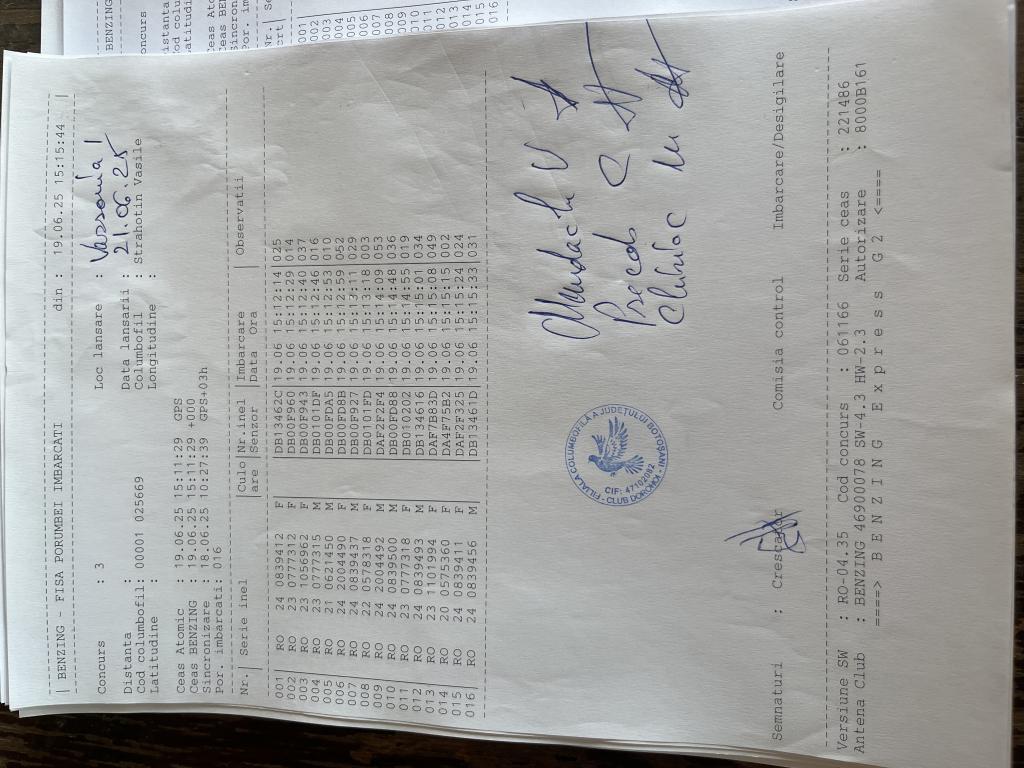 | BENZING - FISA PORUMBEI IMBARCATI din : 19.06.25 15:15:44 |
Concurs : 3 Loc lansare :
Distanta : Data lansarii : 21.06.25
Cod columbofil: 00001 025669 Columbofil : Strahotin Vasile
Latitudine : Longitudine :
Ceas Atomic : 19.06.25 15:11:29 GPS
Ceas BENZING : 19.06.25 15:11:29 +000
Sincronizare : 18.06.25 10:27:39 GPS+03h
Por. imbarcati: 016
Nr.| Serie inel |Culo|Nr.inel |Imbarcare | Observatii
|are |Senzor |Data Ora |
001 | RO 24 0839412 F | |DB13462C |19.06 15:12:14 |025
002 | RO 23 0777312 F | |DB00F960 |19.06 15:12:29 |014
003 | RO 23 1056962 F | |DB00F943 |19.06 15:12:40 |037
004 | RO 23 0777315 M | |DB0101DF |19.06 15:12:46 |016
005 | RO 21 0621450 M | |DB00FDA5 |19.06 15:12:53 |010
006 | RO 24 2004490 F | |DB00FD8B |19.06 15:12:59 |052
007 | RO 24 0839437 M | |DB00F927 |19.06 15:13:11 |029
008 | RO 22 0578318 F | |DB0101FD |19.06 15:13:18 |003
009 | RO 24 2004492 M | |DAF2F2F4 |19.06 15:14:09 |053
010 | RO 24 0839500 M | |DB00FD88 |19.06 15:14:48 |036
011 | RO 23 0777318 F | |DB010202 |19.06 15:14:55 |019
012 | RO 24 0839493 M | |DB134616 |19.06 15:15:01 |034
013 | RO 23 1101994 F | |DAF7B83D |19.06 15:15:08 |049
014 | RO 20 0575360 F | |DA4F75B2 |19.06 15:15:15 |002
015 | RO 24 0839411 F | |DAF2F325 |19.06 15:15:24 |024
016 | RO 24 0839456 M | |DB13461D |19.06 15:15:33 |031
FILIALA COLUMBOFILĂ A JUDEȚULUI BOTOȘANI - CLUB DOROHOI
CIF: 47102082
Semnaturi : Crescator Comisia control Imbarcare/Desigilare
Versiune SW : RO-04.35 Cod concurs : 061166 Serie ceas : 221486
Antena Club : BENZING 46900078 SW-4.3 HW-2.3 Autorizare : 8000B161
====> B E N Z I N G E x p r e s s G 2 <====